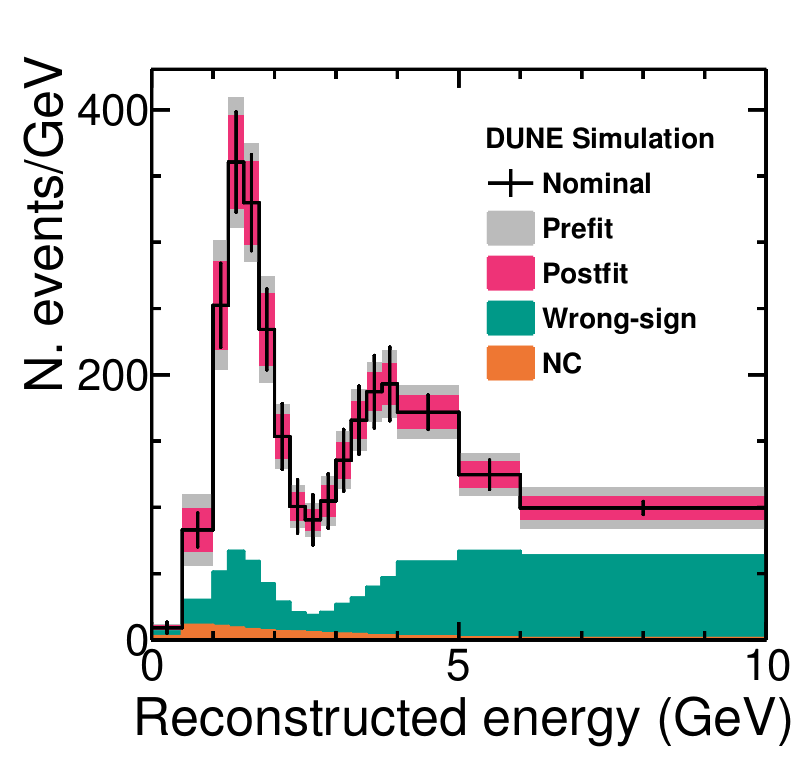 N. events/GeV
400
200
0
DUNE Simulation
Nominal
Prefit
Postfit
Wrong-sign
NC
0 5 10
Reconstructed energy (GeV)